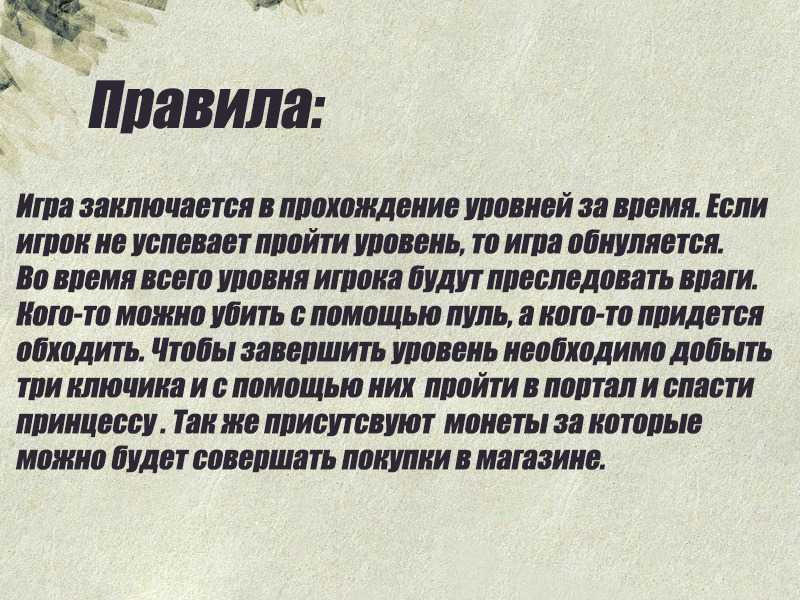 Правила:
Игра заключается в прохождение уровней за время. Если
игрок не успевает пройти уровень, то игра обнуляется.
Во время всего уровня игрока будут преследовать враги.
Кого-то можно убить с помощью пуль, а кого-то придется
обходить. Чтобы завершить уровень необходимо добыть
три ключика и с помощью них  пройти в портал и спасти
принцессу . Так же присутсвуют  монеты за которые
можно будет совершать покупки в магазине.